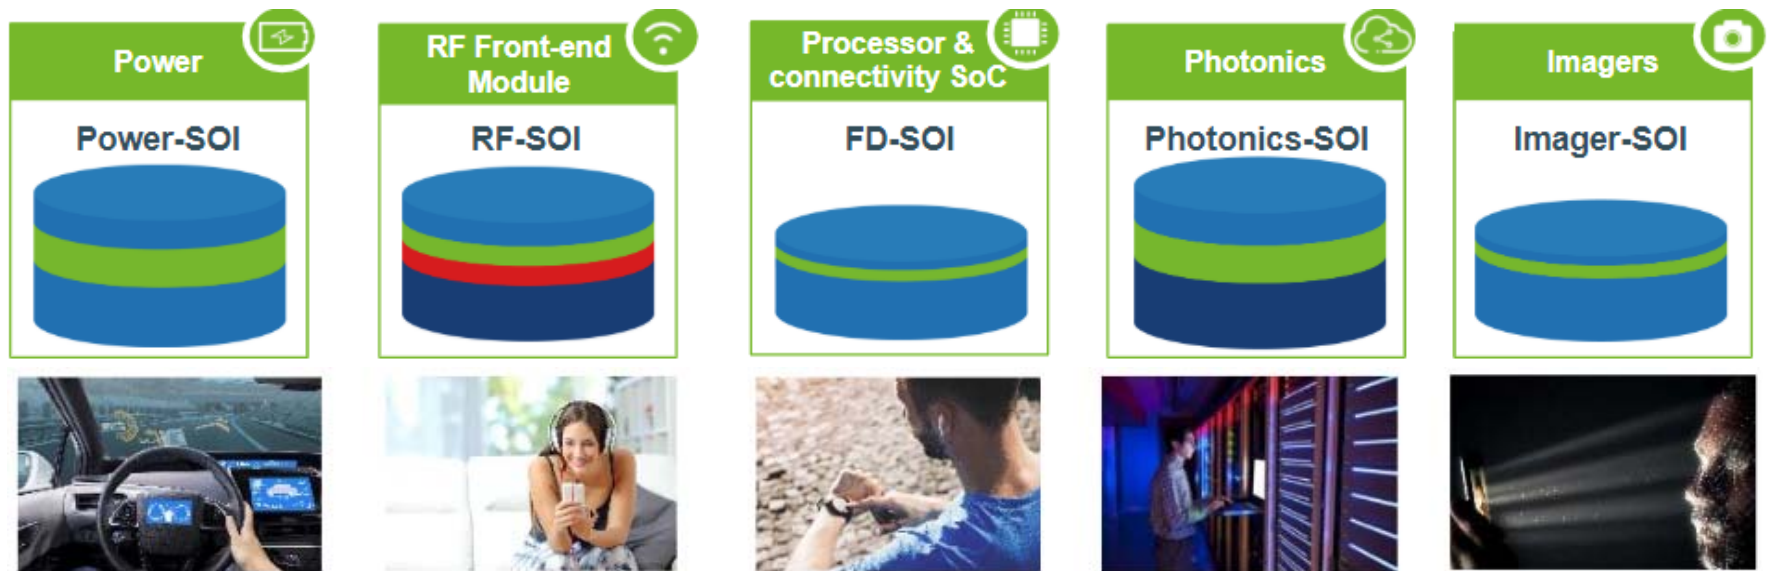 Power
Power-SOI
RF Front-end
Module
RF-SOI
Processor &
connectivity SoC
FD-SOI
Photonics
Photonics-SOI
Imagers
Imager-SOI